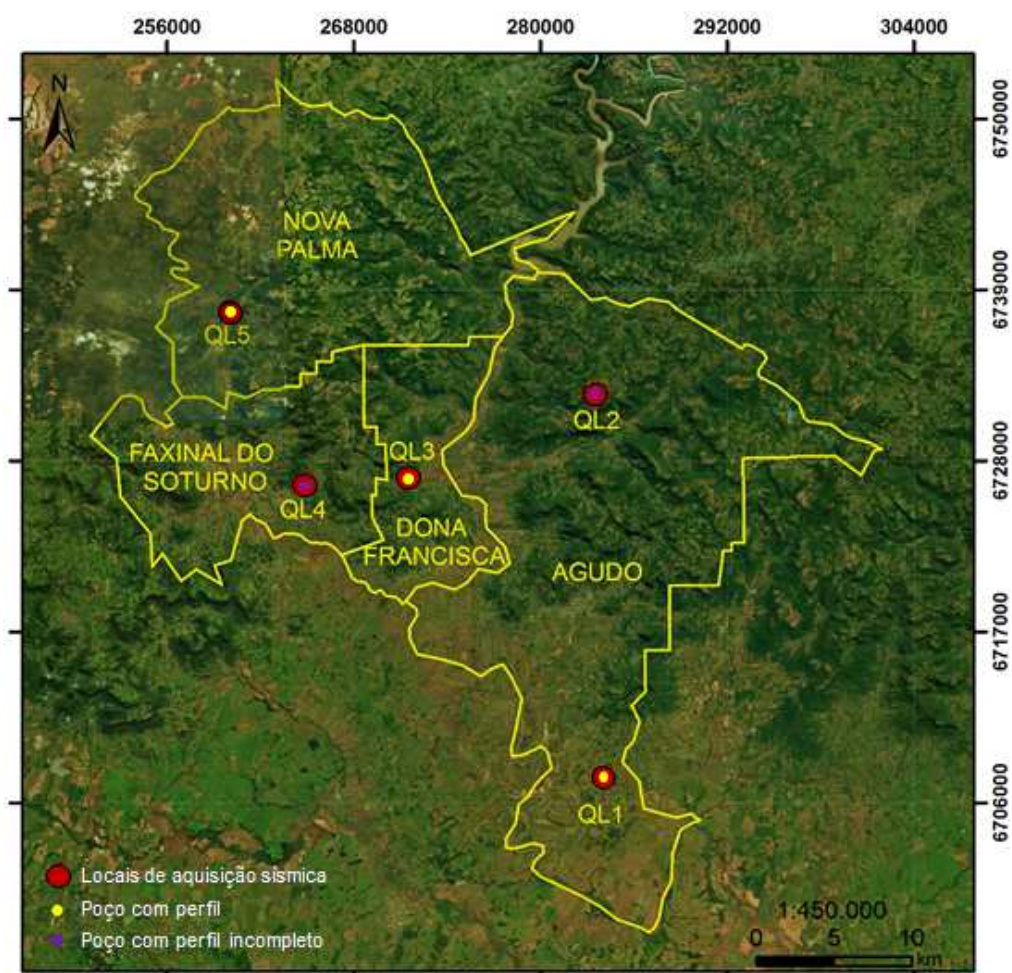 256000 268000 280000 292000 304000
N
6750000
NOVA
PALMA
6739000
QL5
QL2
FAXINAL DO
SOTURNO
QL3
6728000
QL4
DONA
FRANCISCA
AGUDO
6717000
6706000
QL1
Locais de aquisição sísmica
Poço com perfil
Poço com perfil incompleto
1:450.000
0 5 10
km